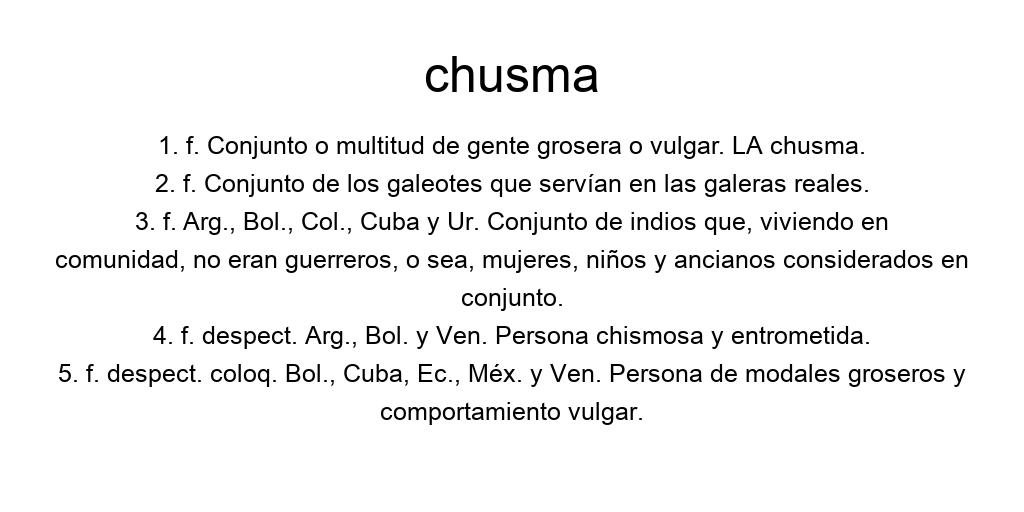 chusma
1. f. Conjunto o multitud de gente grosera o vulgar. LA chusma.
2. f. Conjunto de los galeotes que servían en las galeras reales.
3. f. Arg., Bol., Col., Cuba y Ur. Conjunto de indios que, viviendo en
comunidad, no eran guerreros, o sea, mujeres, niños y ancianos considerados en
conjunto.
4. f. despect. Arg., Bol. y Ven. Persona chismosa y entrometida.
5. f. despect. coloq. Bol., Cuba, Ec., Méx. y Ven. Persona de modales groseros y
comportamiento vulgar.